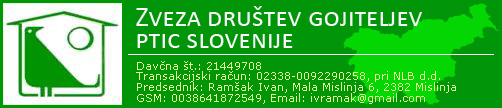 ZVEZA DRUŠTEV GOJITELJEV
PTIC SLOVENIJE
Davčna št.: 21449708
Transakcijski račun: 02338-0092290258, pri NLB d.d.
Predsednik: Ramšak Ivan, Mala Mislinja 6, 2382 Mislinja
GSM: 0038641872549, Email: ivramak@gmail.com